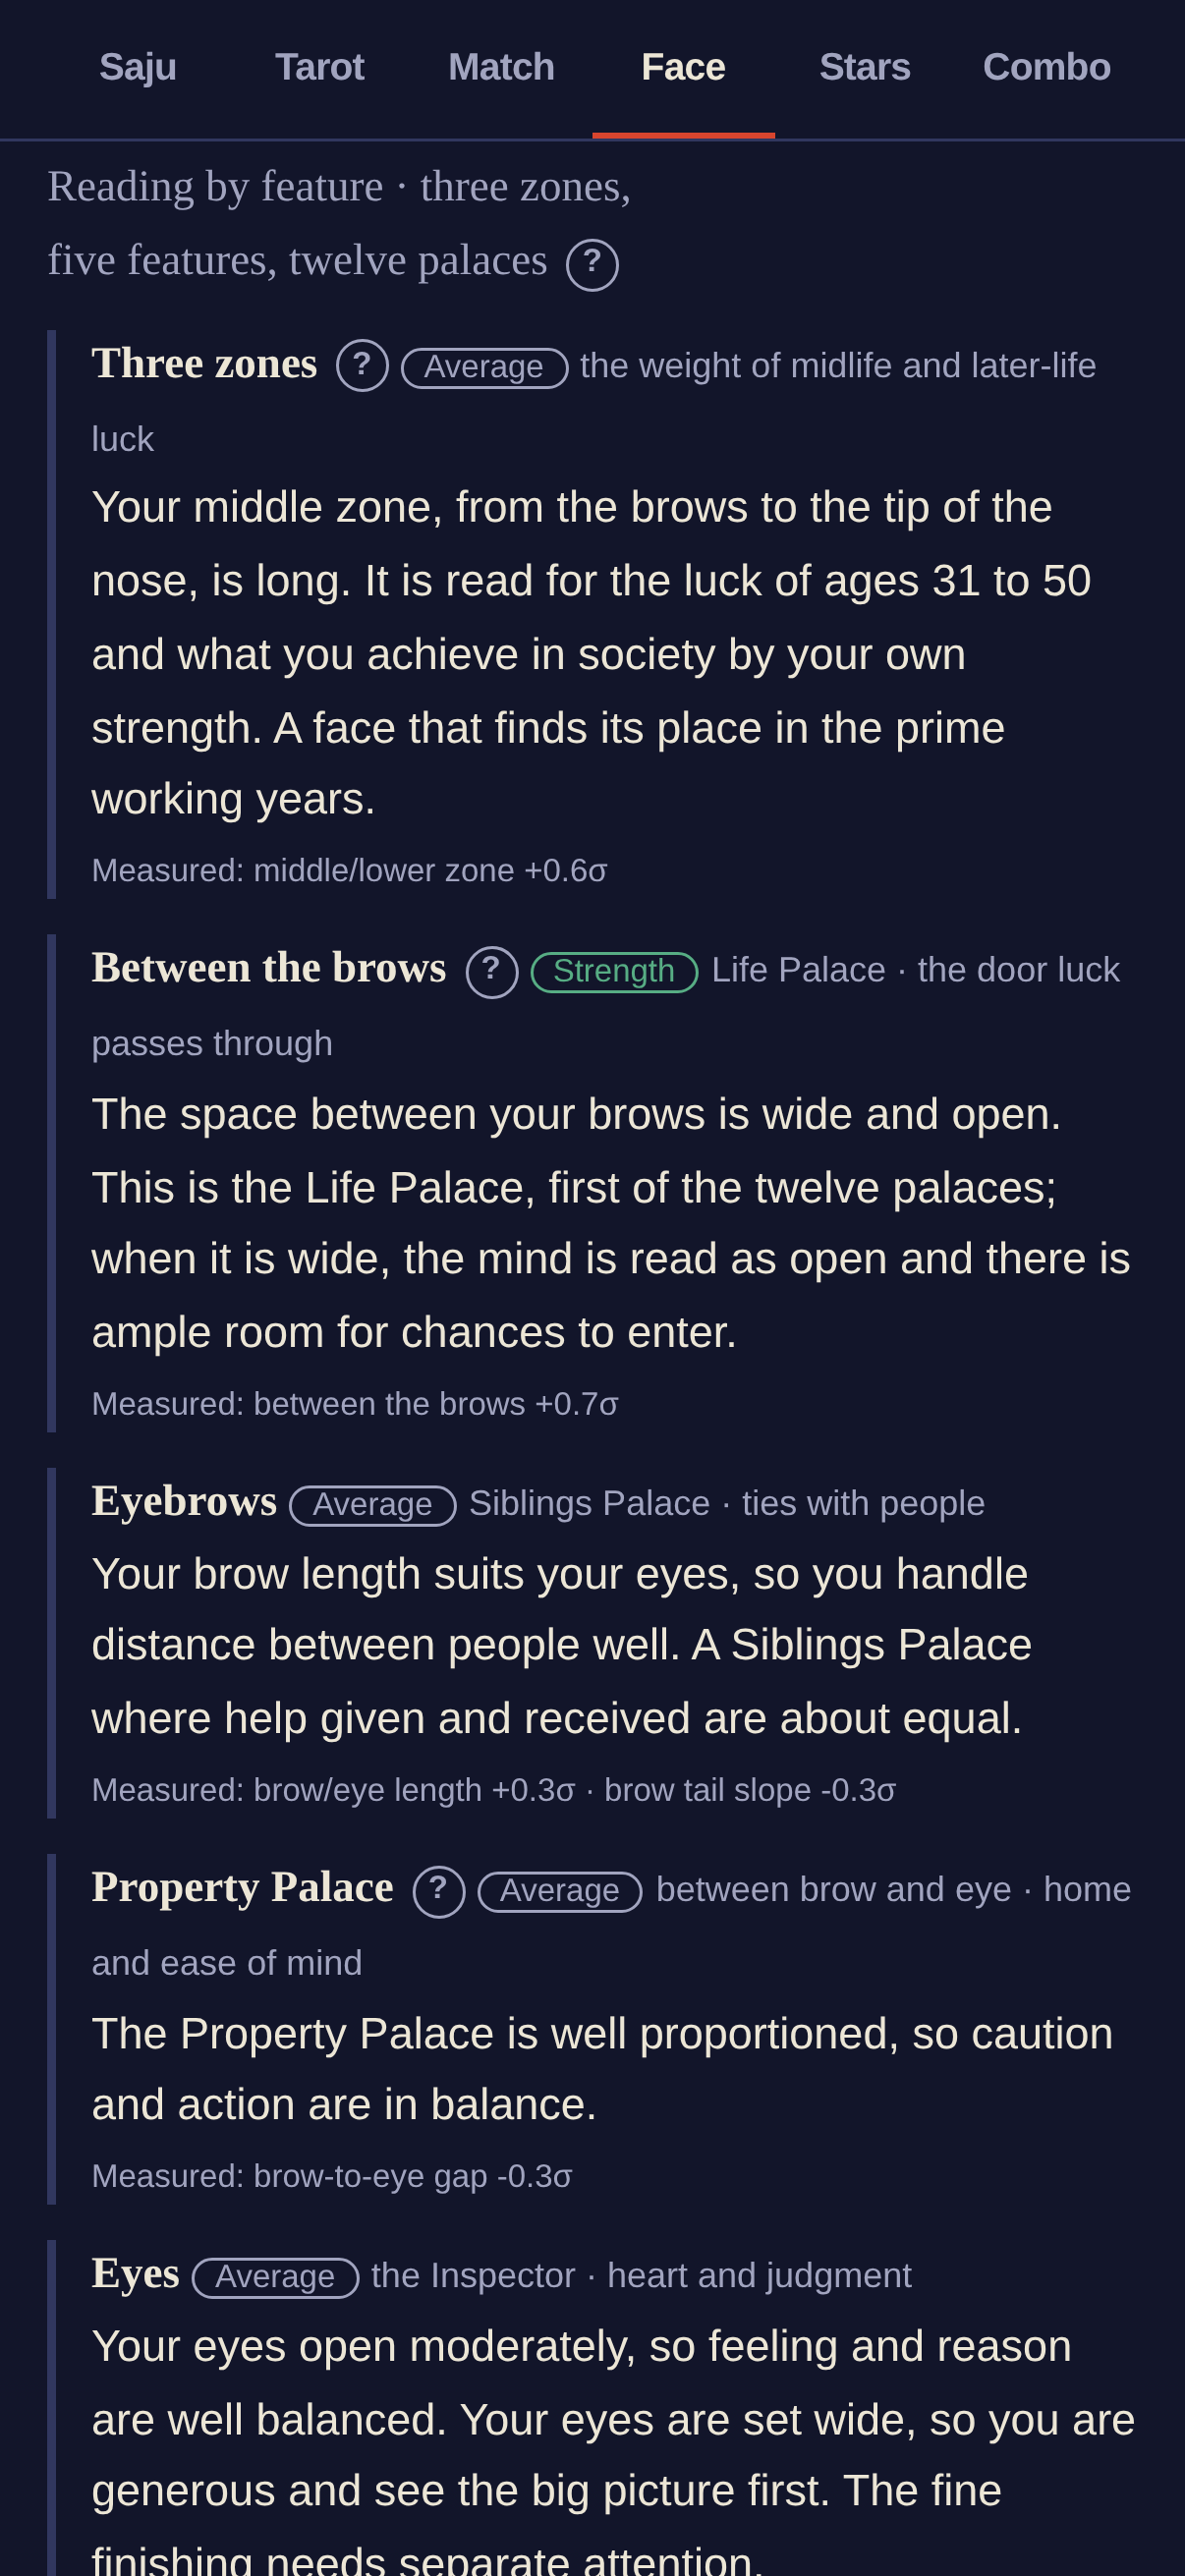 Saju Tarot Match Face Stars Combo
Reading by feature · three zones,
five features, twelve palaces ?
Three zones ? Average the weight of midlife and later-life
luck
Your middle zone, from the brows to the tip of the
nose, is long. It is read for the luck of ages 31 to 50
and what you achieve in society by your own
strength. A face that finds its place in the prime
working years.
Measured: middle/lower zone +0.6σ
Between the brows ? Strength Life Palace · the door luck
passes through
The space between your brows is wide and open.
This is the Life Palace, first of the twelve palaces;
when it is wide, the mind is read as open and there is
ample room for chances to enter.
Measured: between the brows +0.7σ
Eyebrows Average Siblings Palace · ties with people
Your brow length suits your eyes, so you handle
distance between people well. A Siblings Palace
where help given and received are about equal.
Measured: brow/eye length +0.3σ · brow tail slope -0.3σ
Property Palace ? Average between brow and eye · home
and ease of mind
The Property Palace is well proportioned, so caution
and action are in balance.
Measured: brow-to-eye gap -0.3σ
Eyes Average the Inspector · heart and judgment
Your eyes open moderately, so feeling and reason
are well balanced. Your eyes are set wide, so you are
generous and see the big picture first. The fine
finishing needs separate attention.